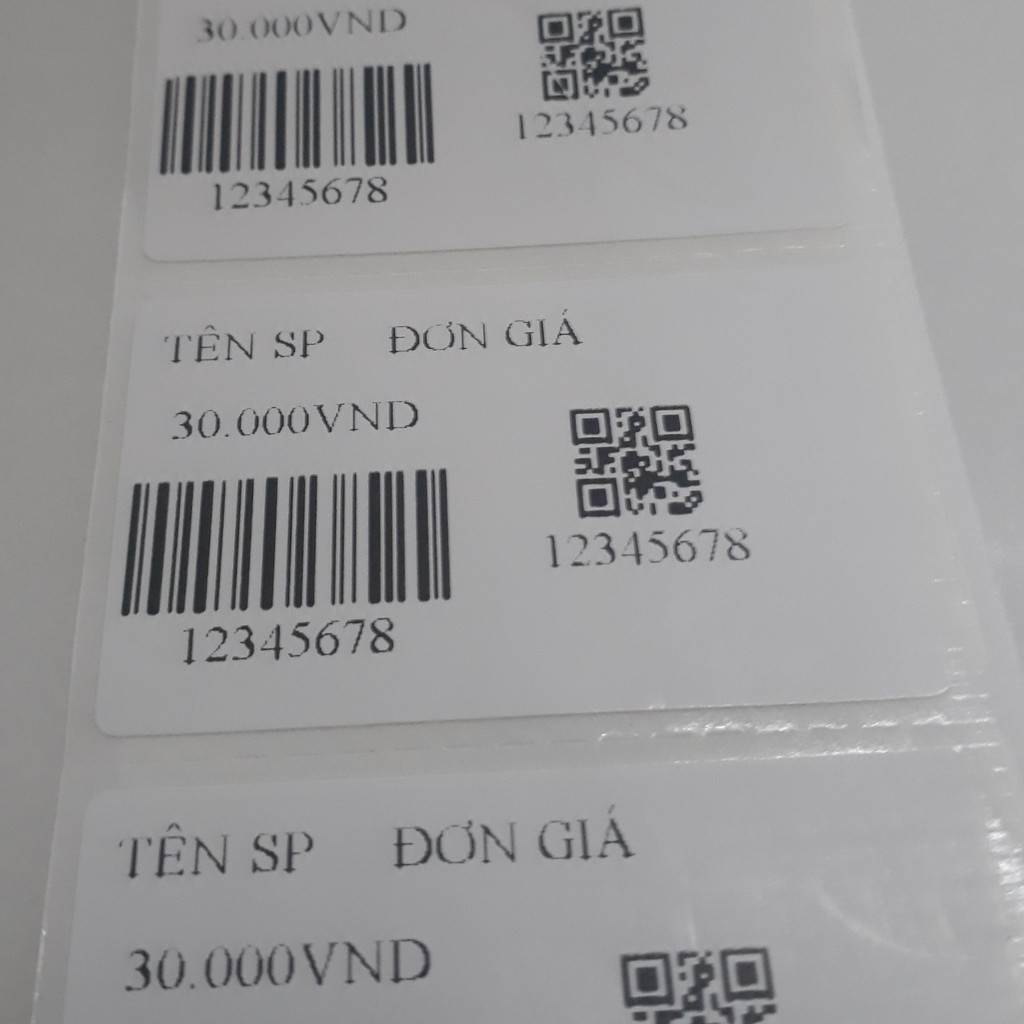 30.000VND
12345678
12345678
TÊN SP ĐƠN GIÁ
30.000VND
12345678
12345678
TÊN SP ĐƠN GIÁ
30.000VND